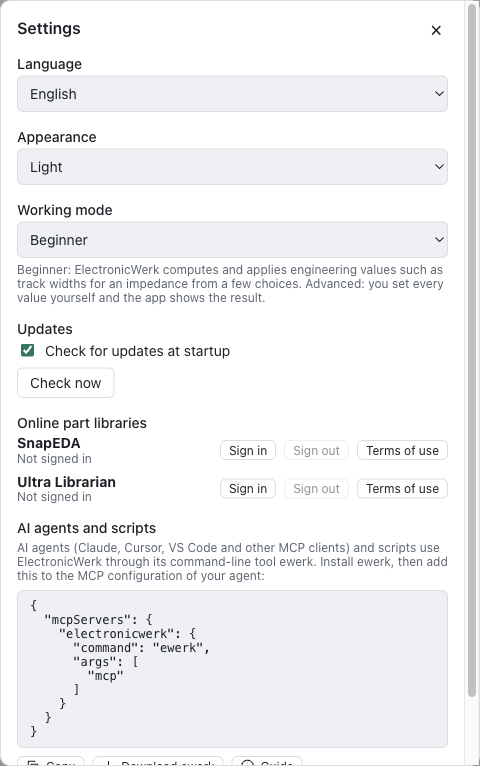 Settings
Language
English
Appearance
Light
Working mode
Beginner
Beginner: ElectronicWerk computes and applies engineering values such as
track widths for an impedance from a few choices. Advanced: you set every
value yourself and the app shows the result.
Updates
Check for updates at startup
Check now
Online part libraries
SnapEDA
Not signed in
Sign in Sign out Terms of use
Ultra Librarian
Not signed in
Sign in Sign out Terms of use
AI agents and scripts
AI agents (Claude, Cursor, VS Code and other MCP clients) and scripts use
ElectronicWerk through its command-line tool ewerk. Install ewerk, then add
this to the MCP configuration of your agent:
{
  "mcpServers": {
    "electronicwerk": {
      "command": "ewerk",
      "args": [
        "mcp"
      ]
    }
  }
}
Copy Download ewerk Guide